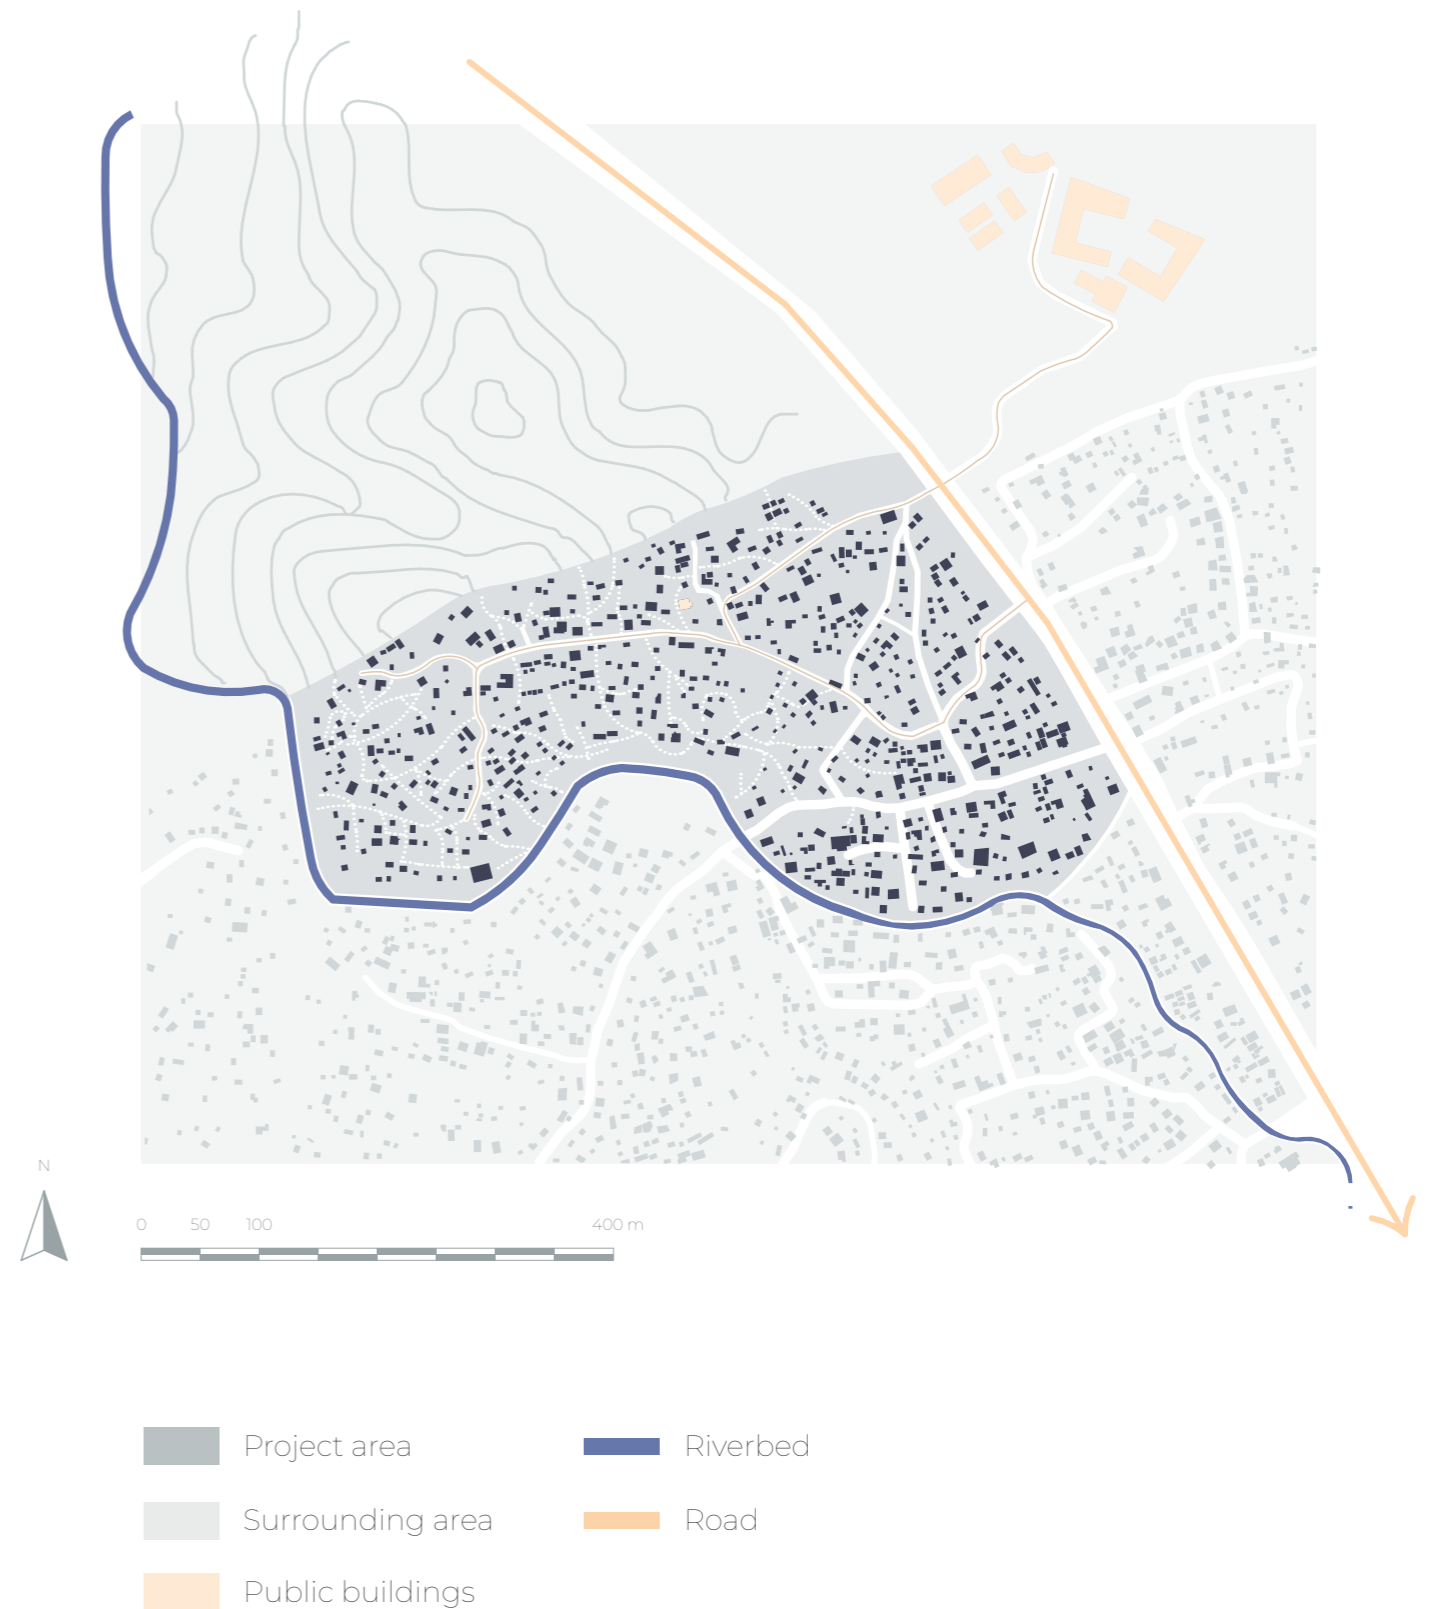 N
0 50 100 400 m
Project area
Riverbed
Surrounding area
Road
Public buildings